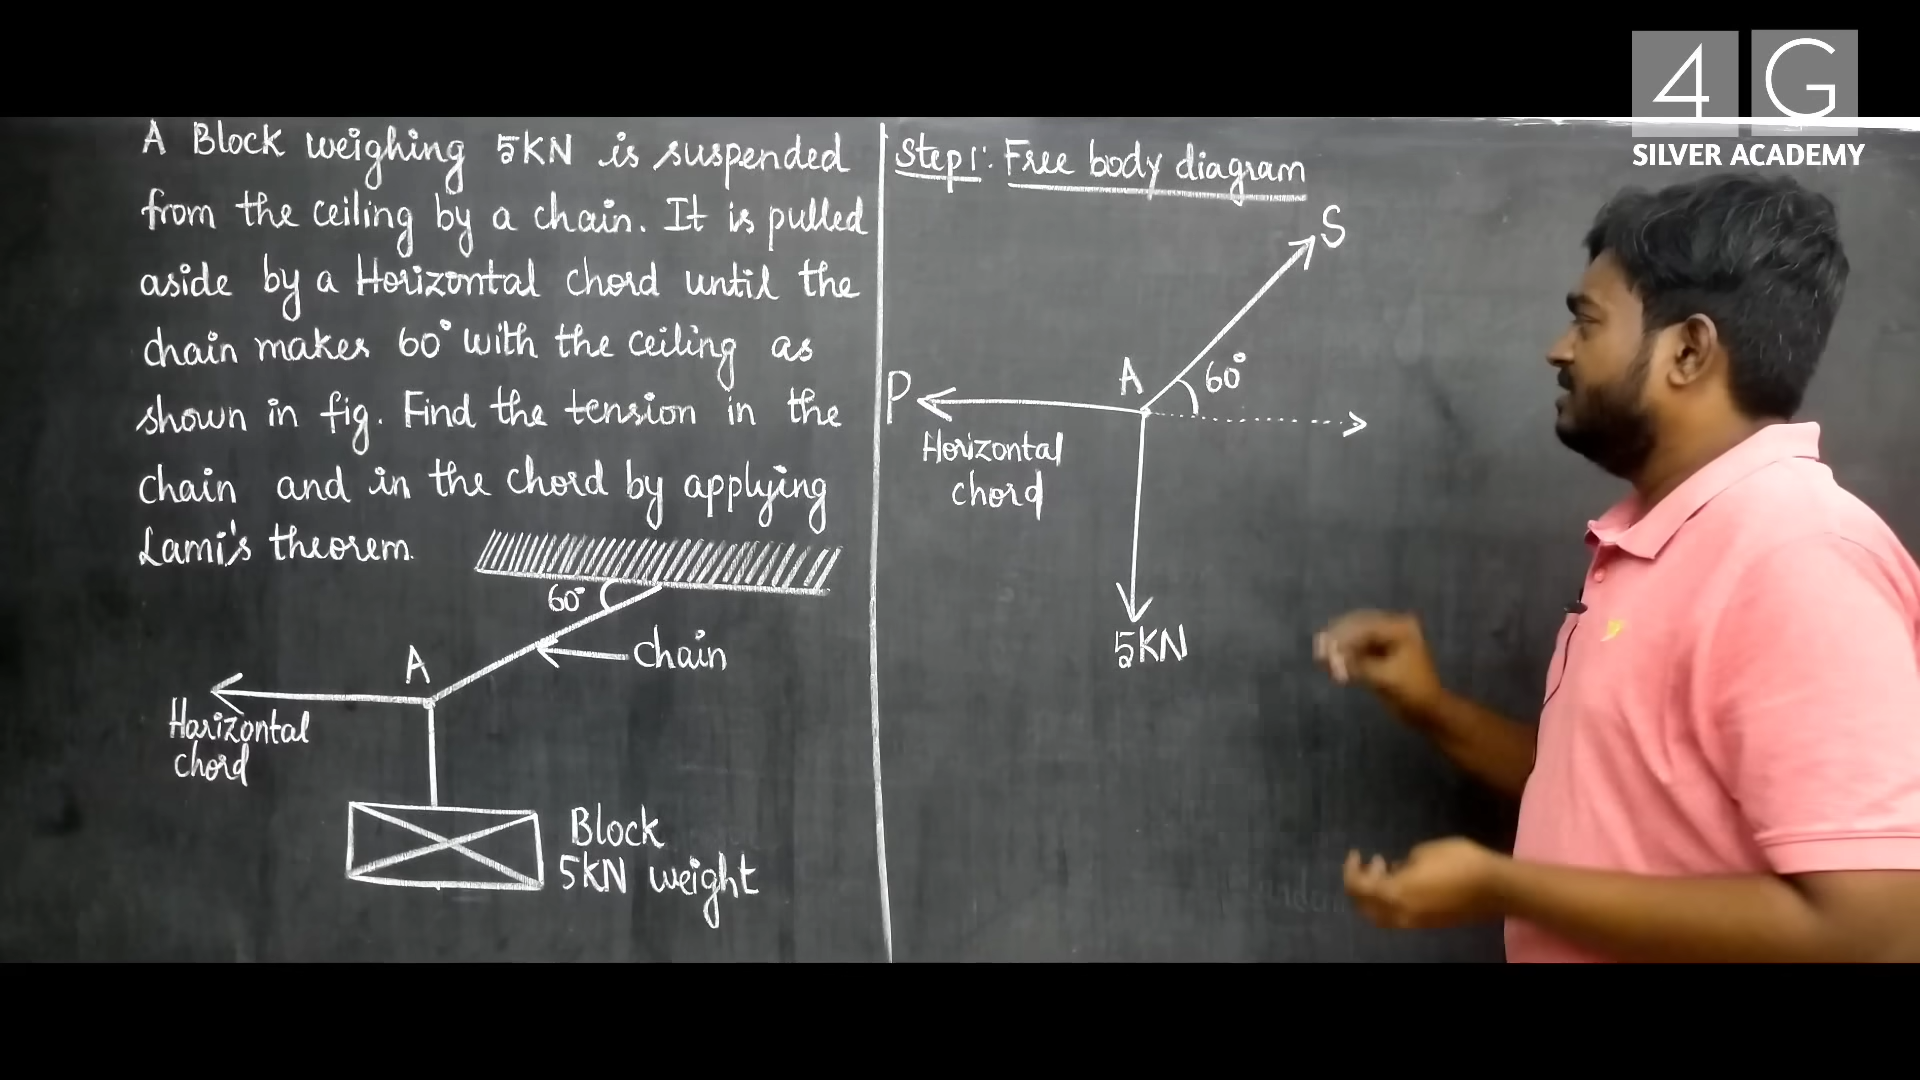 A Block weighing 5KN is suspended
from the ceiling by a chain. It is pulled
aside by a Horizontal chord until the
chain makes 60° with the ceiling as
shown in fig. Find the tension in the
chain and in the chord by applying
Lami's theorem.
60°
chain
A
Horizontal
chord
Block
5KN weight
Step1: Free body diagram
S
A
60°
P
Horizontal
chord
5KN
4G
SILVER ACADEMY